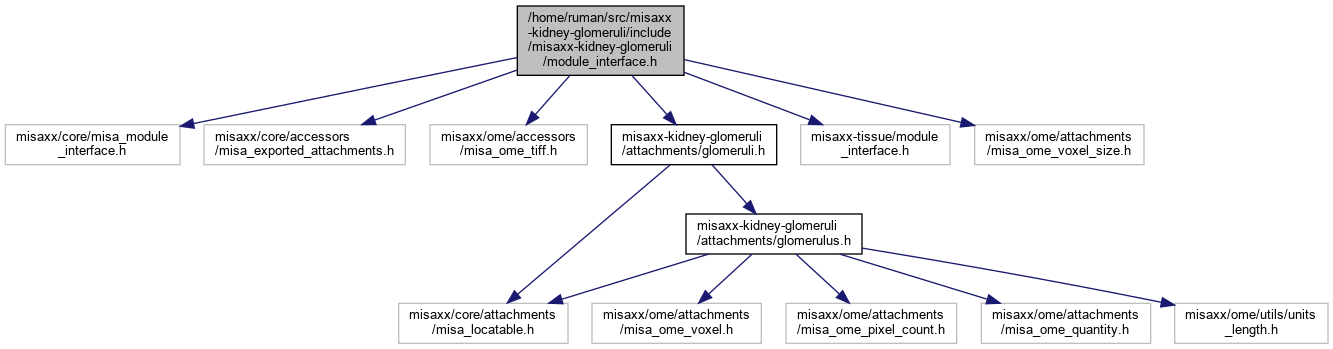 /home/ruman/src/misaxx
-kidney-glomeruli/include
/misaxx-kidney-glomeruli
/module_interface.h
misaxx/core/misa_module
_interface.h
misaxx/core/accessors
/misa_exported_attachments.h
misaxx/ome/accessors
/misa_ome_tiff.h
misaxx-kidney-glomeruli
/attachments/glomeruli.h
misaxx-tissue/module
_interface.h
misaxx/ome/attachments
/misa_ome_voxel_size.h
misaxx-kidney-glomeruli
/attachments/glomerulus.h
misaxx/core/attachments
/misa_locatable.h
misaxx/ome/attachments
/misa_ome_voxel.h
misaxx/ome/attachments
/misa_ome_pixel_count.h
misaxx/ome/attachments
/misa_ome_quantity.h
misaxx/ome/utils/units
_length.h